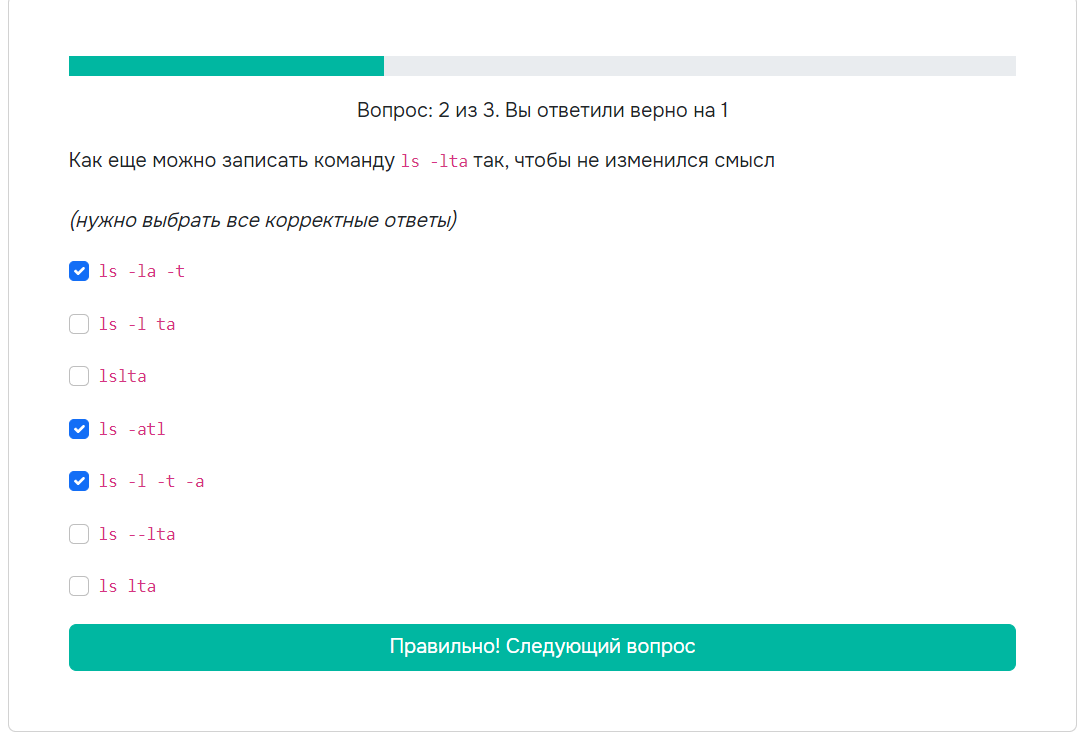 Вопрос: 2 из 3. Вы ответили верно на 1
Как еще можно записать команду ls -lta так, чтобы не изменился смысл
(нужно выбрать все корректные ответы)
ls -la -t
ls -l ta
lslta
ls -atl
ls -l -t -a
ls --lta
ls lta
Правильно! Следующий вопрос